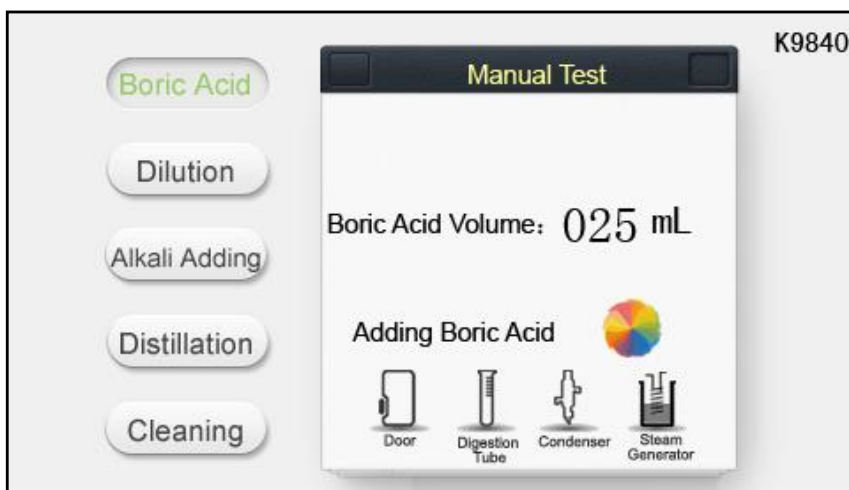 K9840
Boric Acid
Dilution
Alkali Adding
Distillation
Cleaning
Manual Test
Boric Acid Volume: 025 mL
Adding Boric Acid
Door
Digestion
Tube
Condenser
Steam
Generator